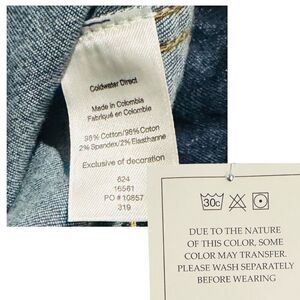 Coldwater Direct
Made in Colombia
Fabriqué en Colombie
98% Cotton/98% Coton
2% Spandex/2% Elasthanne
Exclusive of decoration
624
16561
PO # 10857
319
30c
DUE TO THE NATURE
OF THIS COLOR, SOME
COLOR MAY TRANSFER.
PLEASE WASH SEPARATELY
BEFORE WEARING